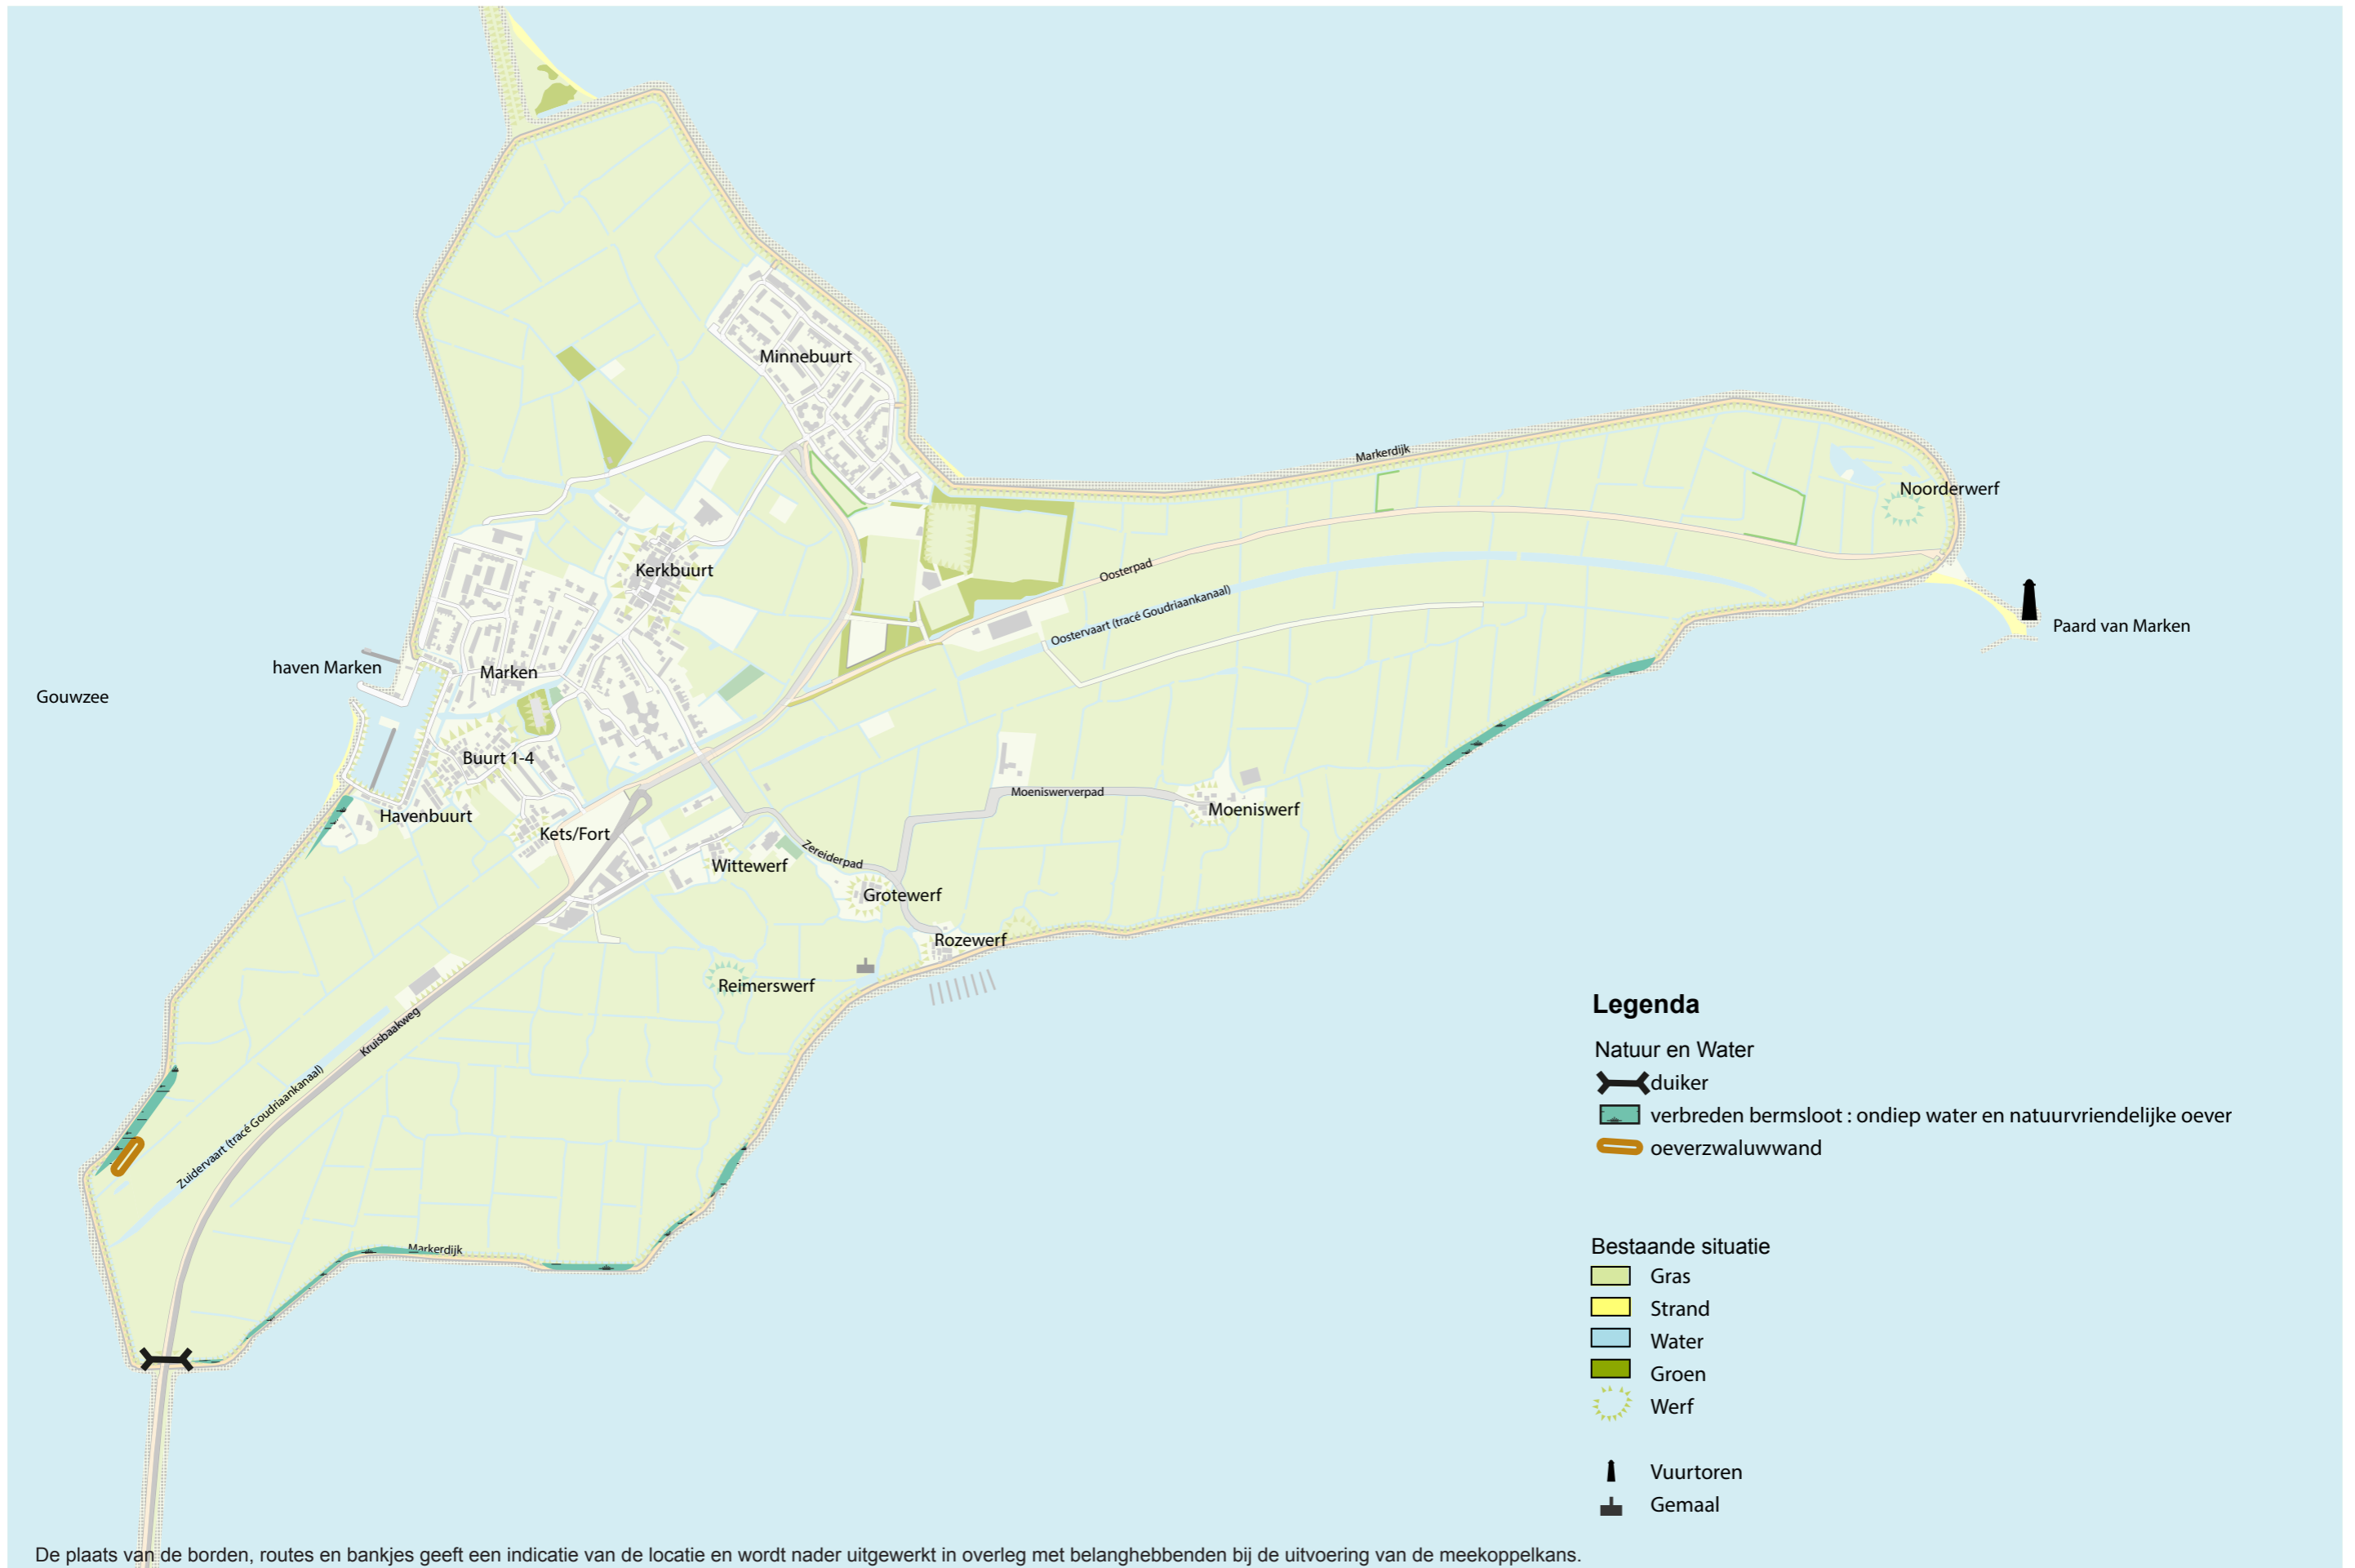 Minnebuurt
Markerdijk
Noorderwerf
Kerkbuurt
Oosterpad
Oostervaart (tracé Goudriaankanaal)
Paard van Marken
haven Marken
Marken
Gouwzee
Buurt 1-4
Moeniswerverpad
Moeniswerf
Havenbuurt
Kets/Fort
Zereiderpad
Wittewerf
Grotewerf
Rozewerf
Reimerswerf
Kruisbaakweg
Zuidervaart (tracé Goudriaankanaal)
Markerdijk
Legenda
Natuur en Water
duiker
verbreden bermsloot : ondiep water en natuurvriendelijke oever
oeverzwaluwwand
Bestaande situatie
Gras
Strand
Water
Groen
Werf
Vuurtoren
Gemaal
De plaats van de borden, routes en bankjes geeft een indicatie van de locatie en wordt nader uitgewerkt in overleg met belanghebbenden bij de uitvoering van de meekoppelkans.